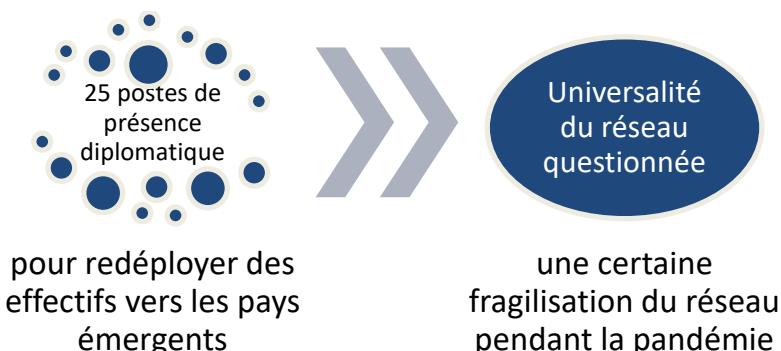 25 postes de
présence
diplomatique
pour redéployer des
effectifs vers les pays
émergents
Universalité
du réseau
questionnée
une certaine
fragilisation du réseau
pendant la pandémie